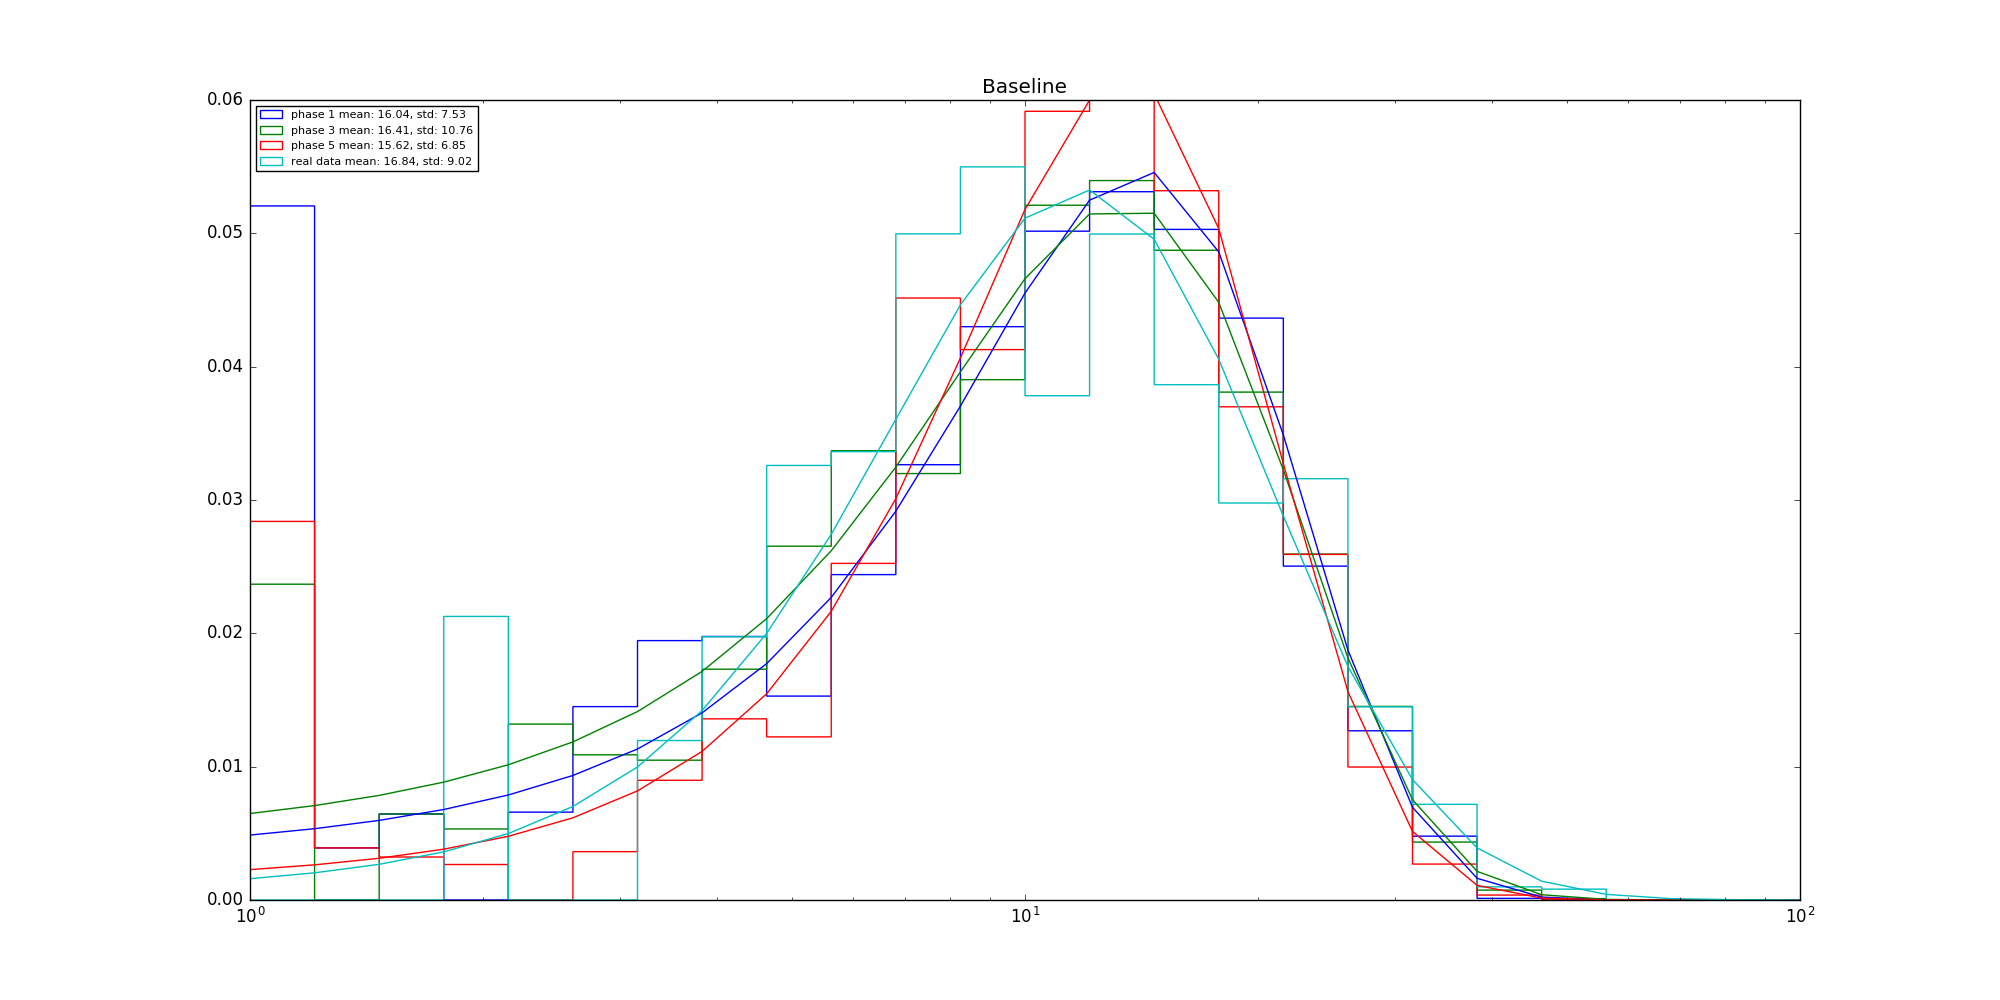 Baseline
0.06
phase 1 mean: 16.04, std: 7.53
phase 3 mean: 16.41, std: 10.76
phase 5 mean: 15.62, std: 6.85
real data mean: 16.84, std: 9.02
0.05
0.04
0.03
0.02
0.01
0.00
10⁰ 10¹ 10²